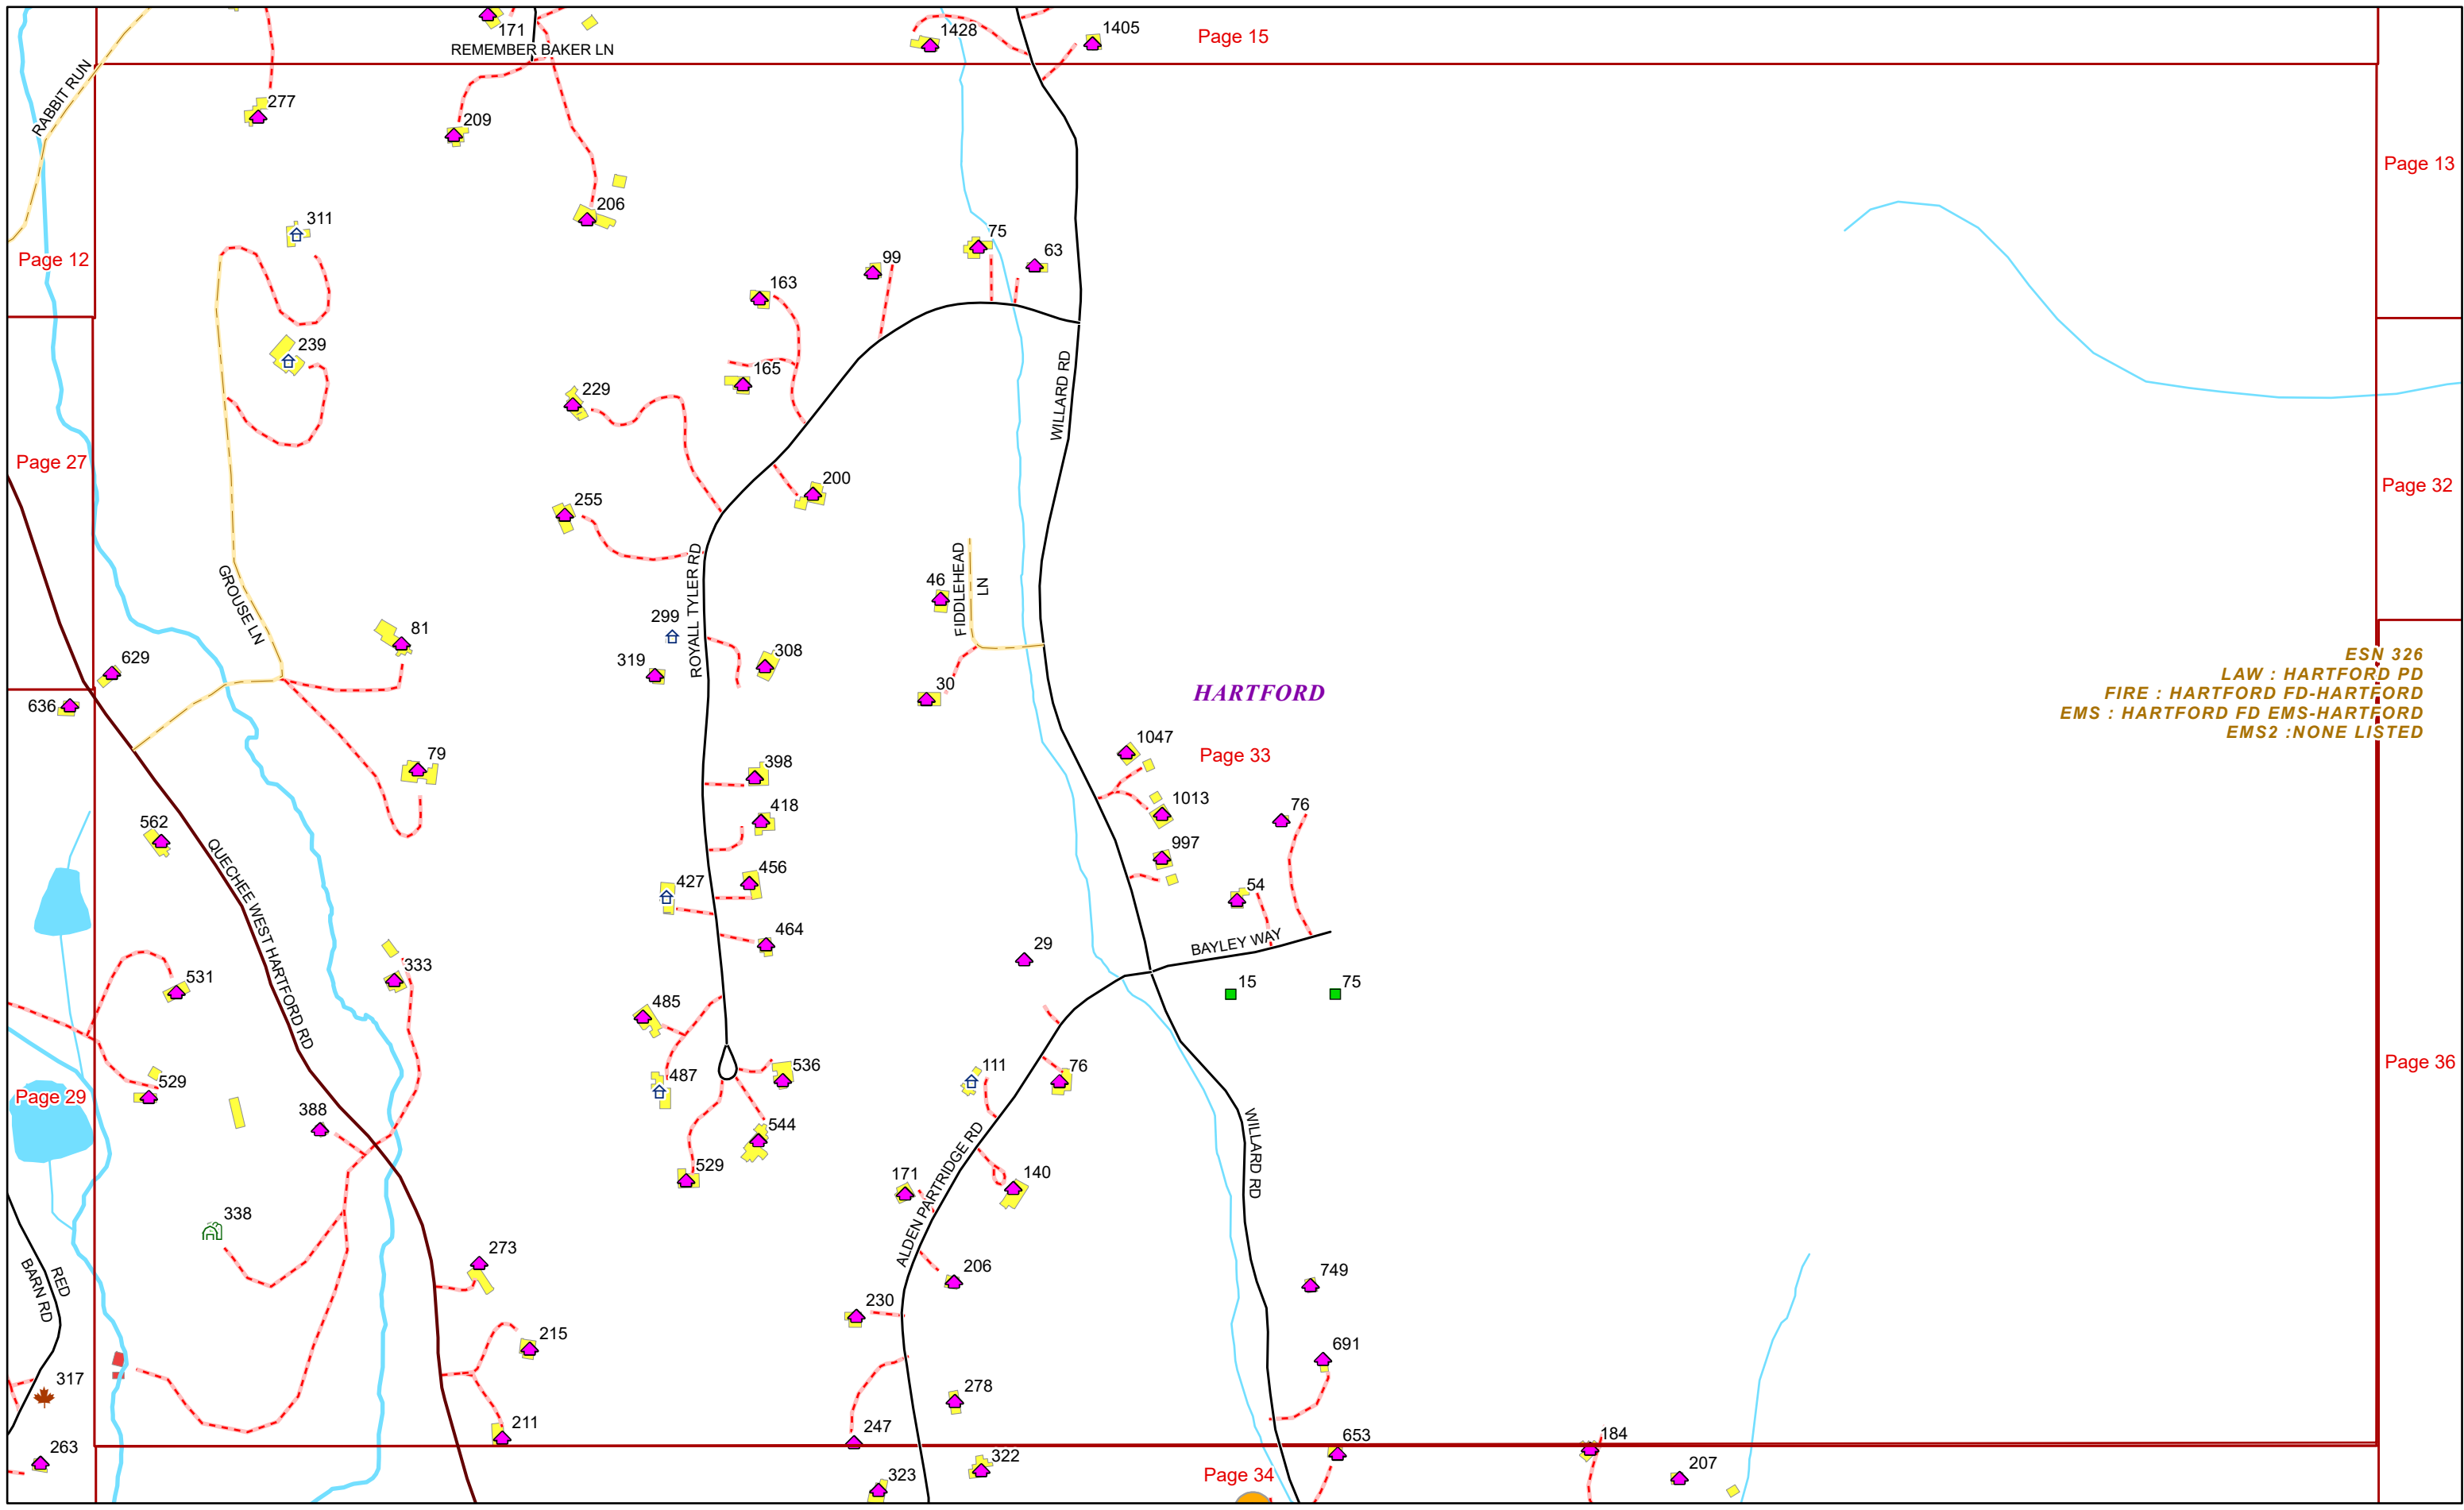 171
REMEMBER BAKER LN
1428
1405
Page 15
RABBIT RUN
277
209
Page 13
206
311
75
63
99
Page 12
163
239
165
229
Page 27
WILLARD RD
200
Page 32
255
GROUSE LN
ROYALL TYLER RD
46
FIDDLEHEAD
LN
299
81
308
319
629
30
636
HARTFORD
ESN 326
LAW : HARTFORD PD
FIRE : HARTFORD FD-HARTFORD
EMS : HARTFORD FD EMS-HARTFORD
EMS2 :NONE LISTED
1047
Page 33
79
398
1013
76
418
562
997
QUECHEE WEST HARTFORD RD
427
456
54
464
BAYLEY WAY
29
333
531
15
75
485
536
111
76
Page 36
487
529
Page 29
388
544
529
171
140
ALDEN PARTRIDGE RD
WILLARD RD
338
273
206
749
RED
BARN RD
230
215
691
317
278
211
247
653
184
263
322
323
Page 34
207